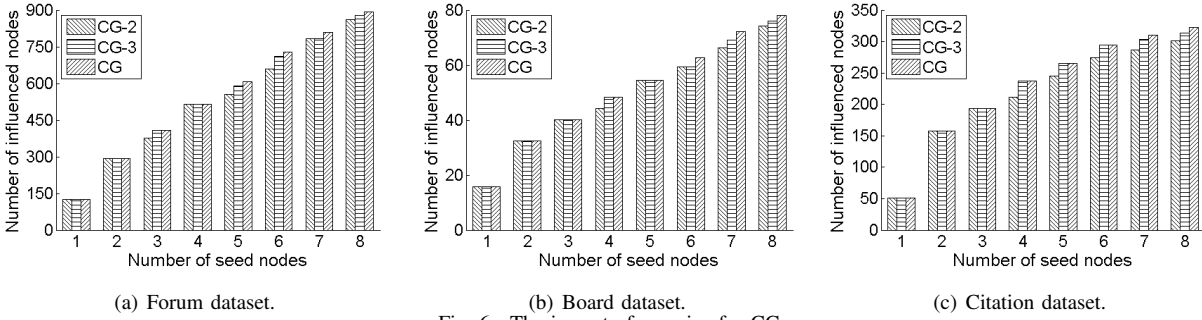 Number of influenced nodes
900
750
600
450
300
150
0
CG-2
CG-3
CG
1 2 3 4 5 6 7 8
Number of seed nodes
(a) Forum dataset.
Number of influenced nodes
80
60
40
20
0
CG-2
CG-3
CG
1 2 3 4 5 6 7 8
Number of seed nodes
(b) Board dataset.
Number of influenced nodes
350
300
250
200
150
100
50
0
CG-2
CG-3
CG
1 2 3 4 5 6 7 8
Number of seed nodes
(c) Citation dataset.